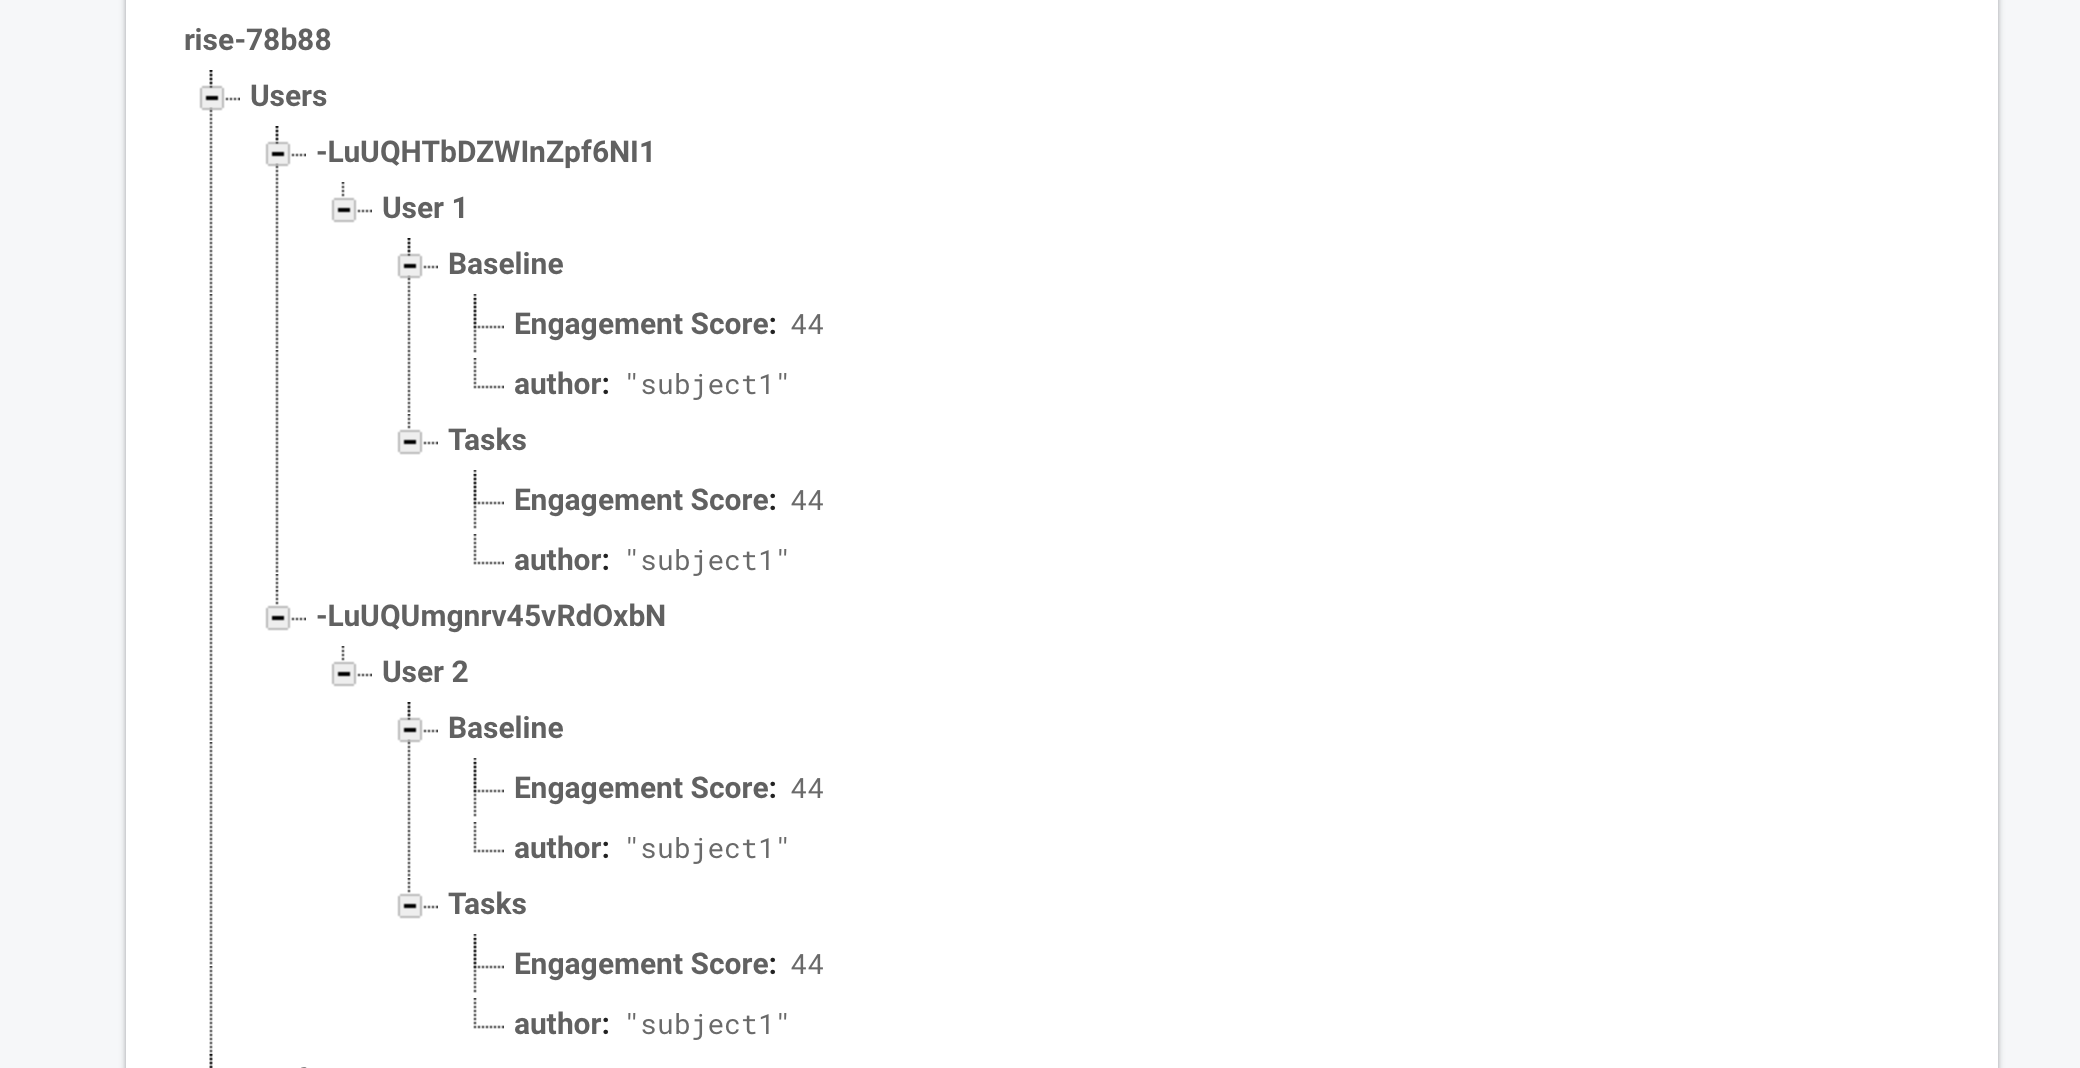 rise-78b88
Users
-LuUQHTbDZWInZpf6NI1
User 1
Baseline
Engagement Score: 44
author: "subject1"
Tasks
Engagement Score: 44
author: "subject1"
-LuUQUmgnrv45vRdOxbN
User 2
Baseline
Engagement Score: 44
author: "subject1"
Tasks
Engagement Score: 44
author: "subject1"